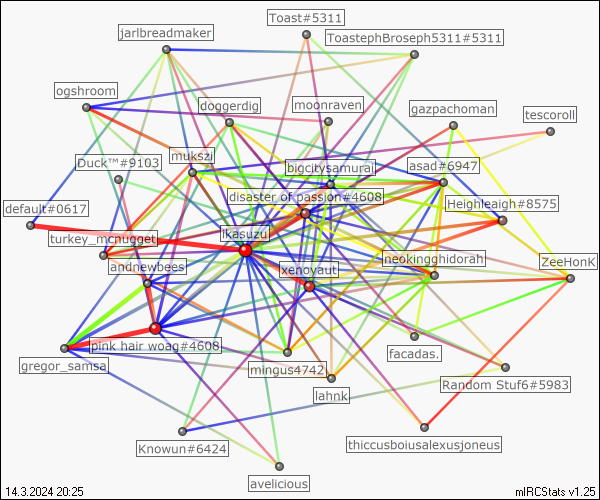 Toast#5311
jarlbreadmaker
ToastephBroseph5311#5311
ogshroom
doggerdig
moonraven
gazpachoman
tescoroll
Duck™#9103
mukszi
bigcitysamurai
asad#6947
disaster of passion#4608
default#0617
Heighleaigh#8575
turkey_mcnugget
ikasuzu
andnewbees
xenoyaut
neokingghidorah
ZeeHonK
pink hair woag#4608
gregor_samsa
facadas.
mingus4742
Random Stuf6#5983
lahnk
Knowun#6424
thiccusboiusalexusjoneus
avelicious
14.3.2024 20:25
mIRCStats v1.25